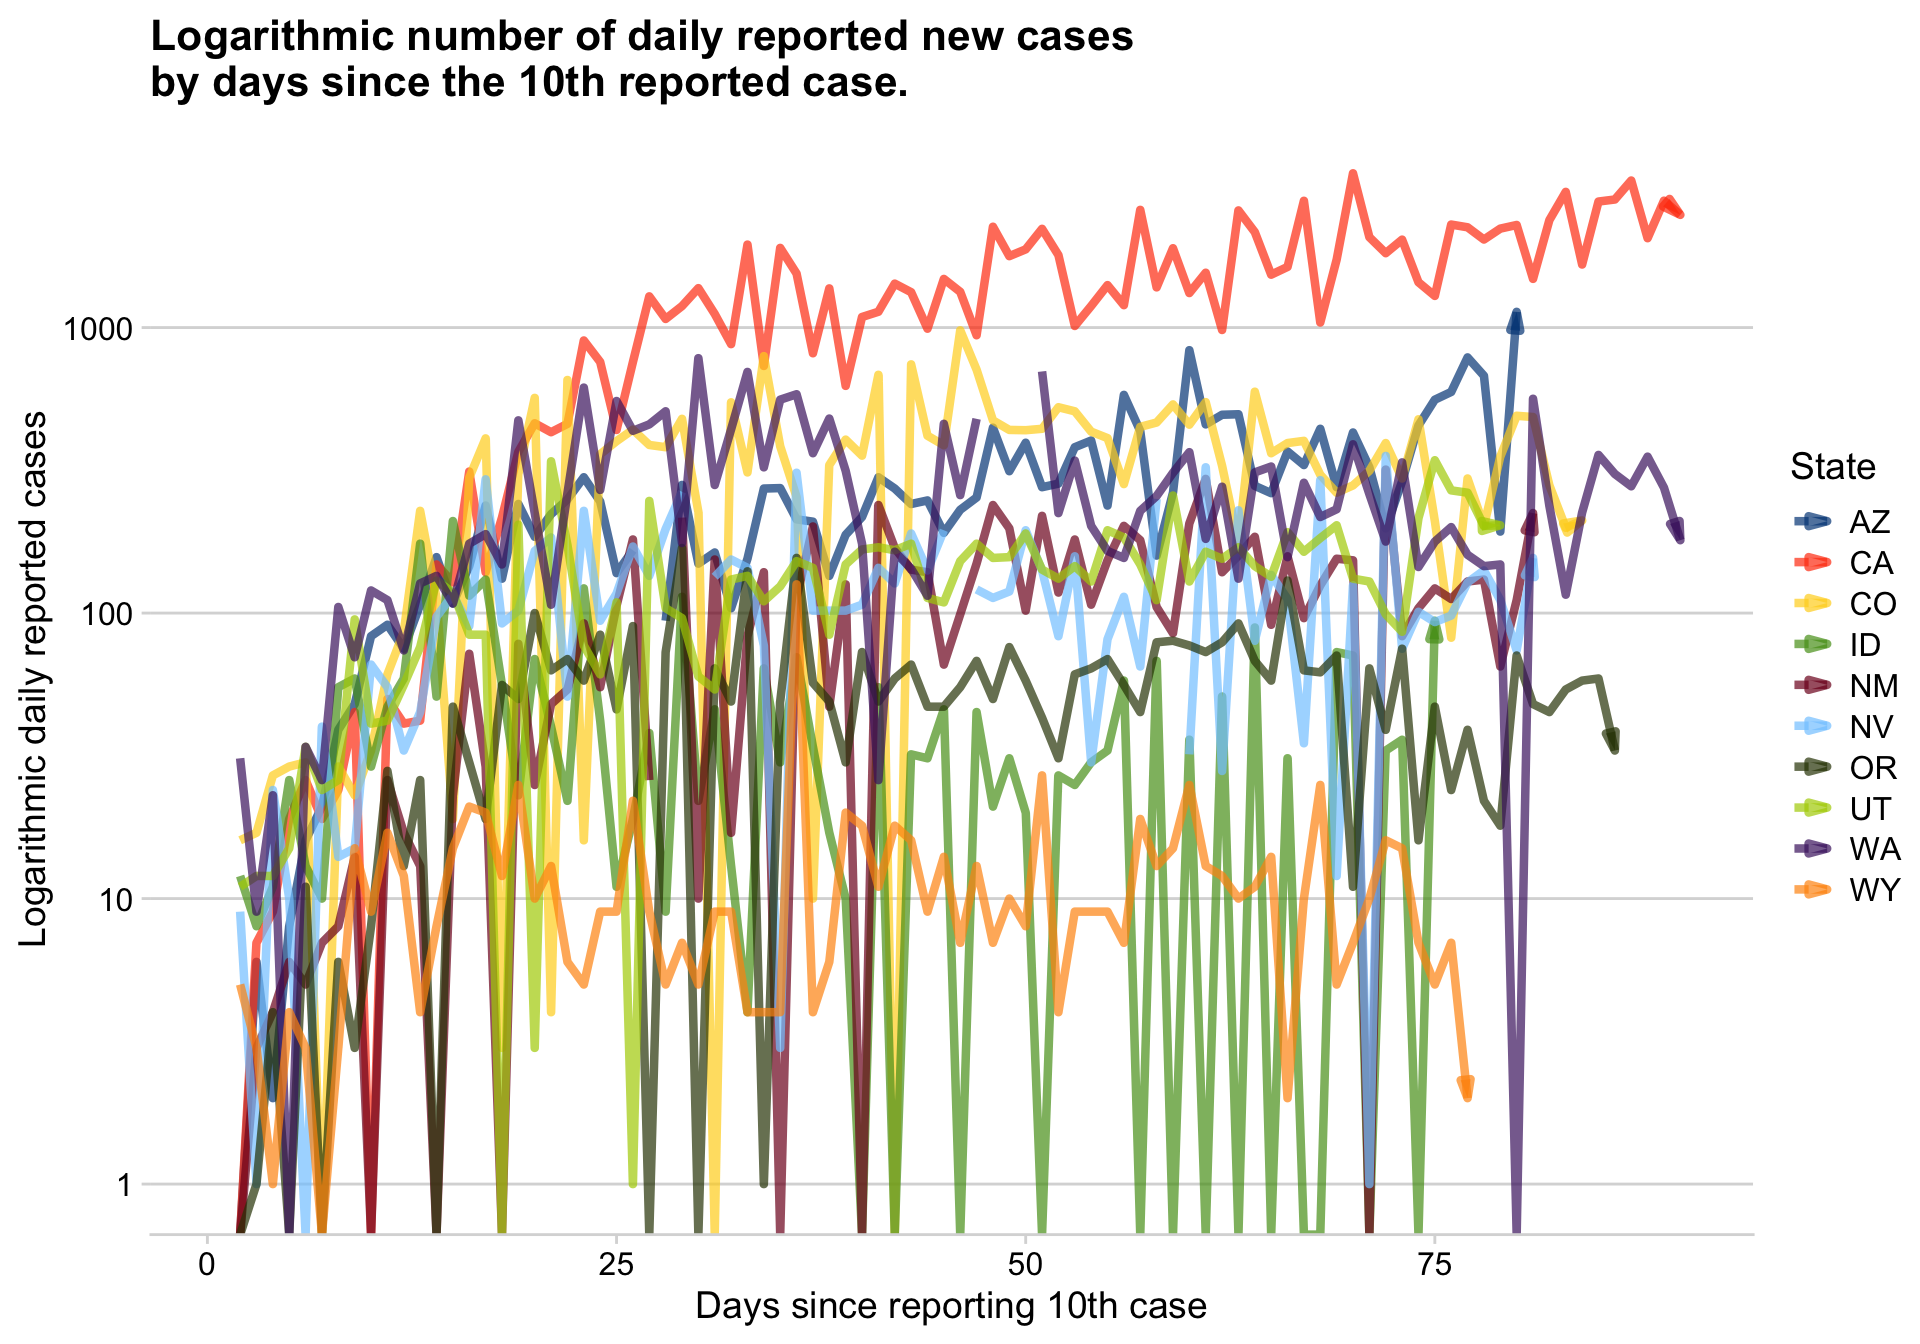 Logarithmic number of daily reported new cases
by days since the 10th reported case.
Logarithmic daily reported cases
1000
100
10
1
0
25
50
75
Days since reporting 10th case
State
AZ
CA
CO
ID
NM
NV
OR
UT
WA
WY